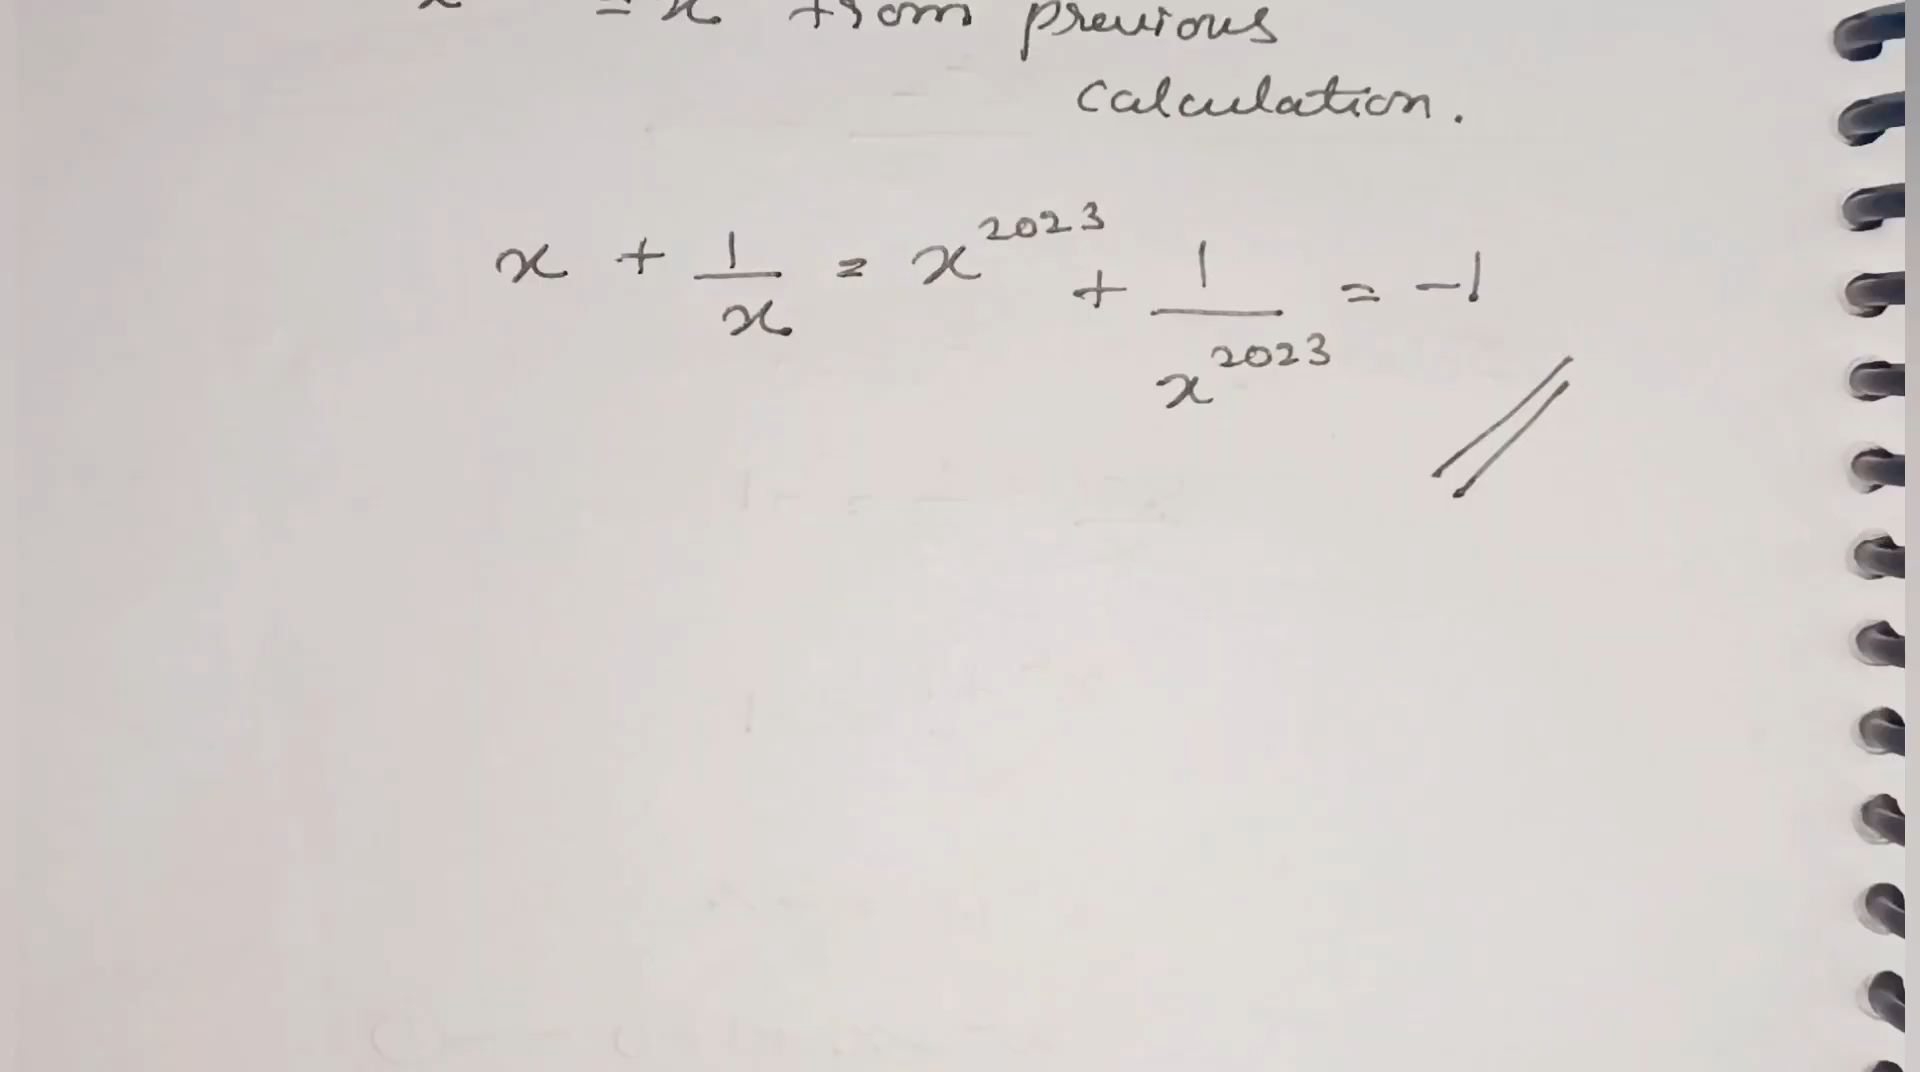 = x from previous
calculation.
x + 1/x = x^2023 + 1/x^2023 = -1